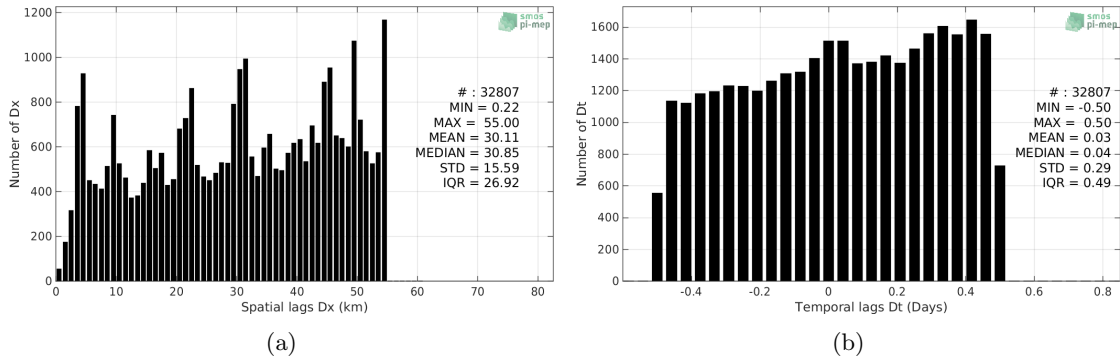 smos
pi-mep
1200
1000
800
600
400
200
0
Number of Dx
# : 32807
MIN = 0.22
MAX = 55.00
MEAN = 30.11
MEDIAN = 30.85
STD = 15.59
IQR = 26.92
0 10 20 30 40 50 60 70 80
Spatial lags Dx (km)
(a)
smos
pi-mep
1600
1400
1200
1000
800
600
400
200
0
Number of Dt
# : 32807
MIN = -0.50
MAX = 0.50
MEAN = 0.03
MEDIAN = 0.04
STD = 0.29
IQR = 0.49
-0.4 -0.2 0 0.2 0.4 0.6 0.8
Temporal lags Dt (Days)
(b)